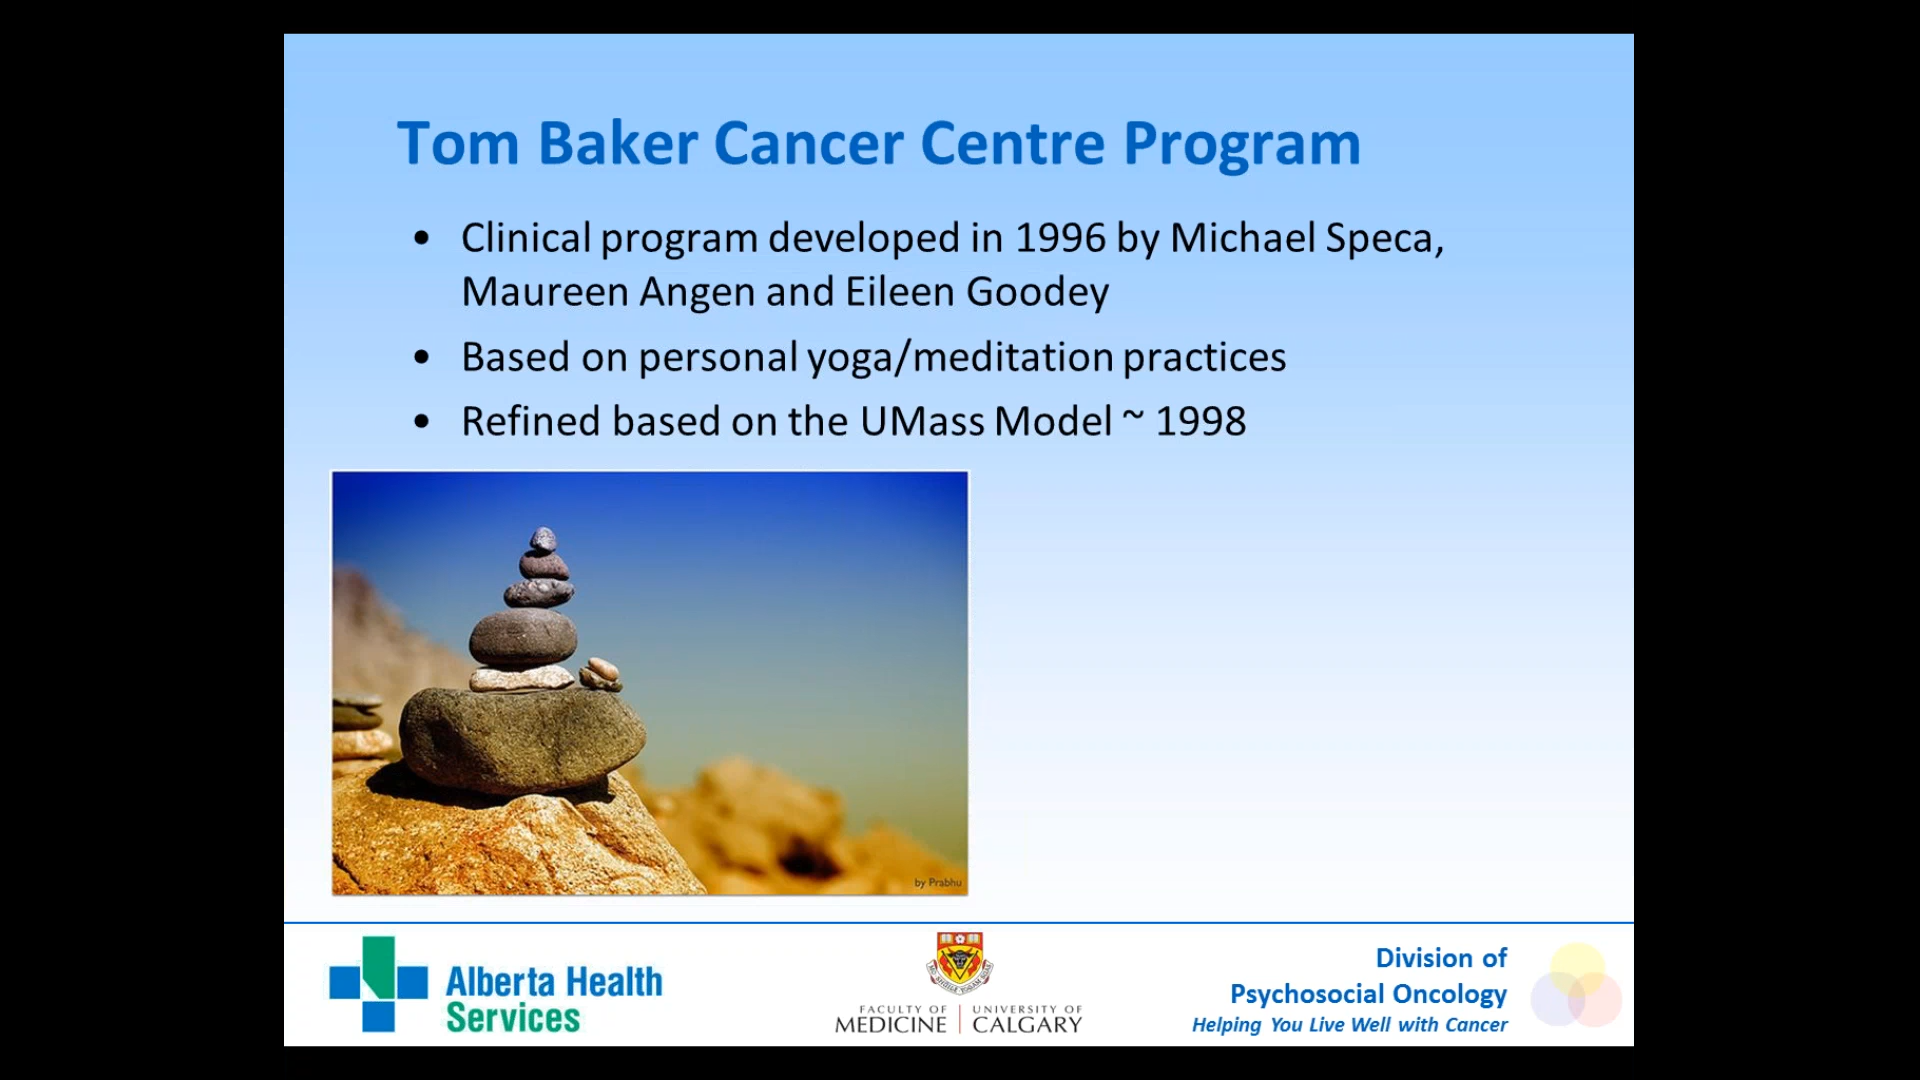 Tom Baker Cancer Centre Program
• Clinical program developed in 1996 by Michael Speca,
Maureen Angen and Eileen Goodey
• Based on personal yoga/meditation practices
• Refined based on the UMass Model ~ 1998
by Prabhu
Alberta Health
Services
FACULTY OF
MEDICINE
UNIVERSITY OF
CALGARY
Division of
Psychosocial Oncology
Helping You Live Well with Cancer